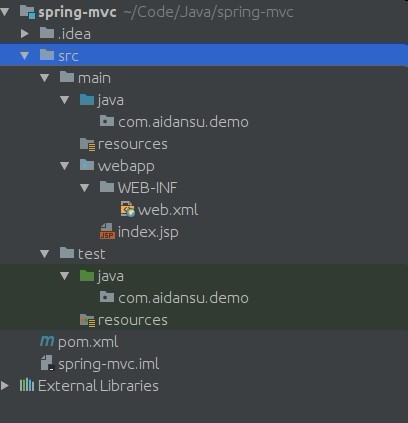 spring-mvc ~/Code/Java/spring-mvc
.idea
src
main
java
com.aidansu.demo
resources
webapp
WEB-INF
web.xml
index.jsp
test
java
com.aidansu.demo
resources
pom.xml
spring-mvc.iml
External Libraries